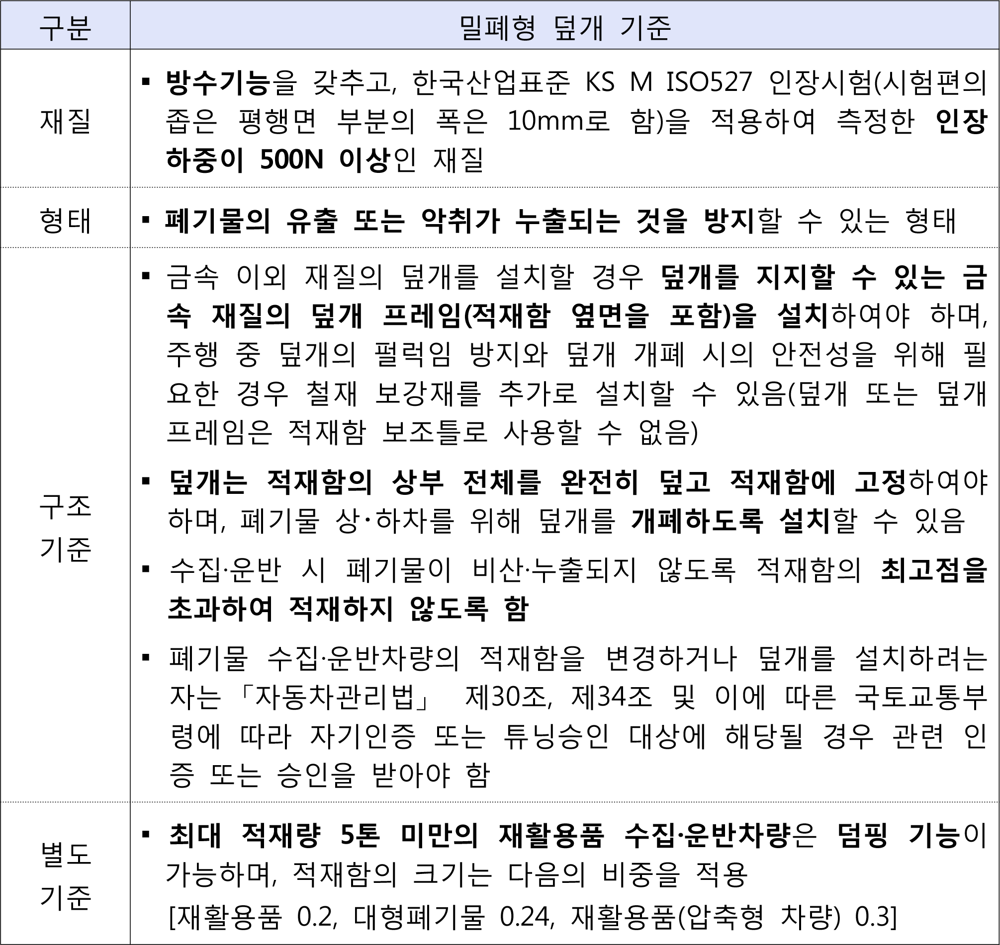 구분
밀폐형 덮개 기준
재질
▪ 방수기능을 갖추고, 한국산업표준 KS M ISO527 인장시험(시험편의
좁은 평행면 부분의 폭은 10mm로 함)을 적용하여 측정한 인장
하중이 500N 이상인 재질
형태
▪ 폐기물의 유출 또는 악취가 누출되는 것을 방지할 수 있는 형태
구조
기준
▪ 금속 이외 재질의 덮개를 설치할 경우 덮개를 지지할 수 있는 금
속 재질의 덮개 프레임(적재함 옆면을 포함)을 설치하여야 하며,
주행 중 덮개의 펄럭임 방지와 덮개 개폐 시의 안전성을 위해 필
요한 경우 철재 보강재를 추가로 설치할 수 있음(덮개 또는 덮개
프레임은 적재함 보조틀로 사용할 수 없음)
▪ 덮개는 적재함의 상부 전체를 완전히 덮고 적재함에 고정하여야
하며, 폐기물 상·하차를 위해 덮개를 개폐하도록 설치할 수 있음
▪ 수집·운반 시 폐기물이 비산·누출되지 않도록 적재함의 최고점을
초과하여 적재하지 않도록 함
▪ 폐기물 수집·운반차량의 적재함을 변경하거나 덮개를 설치하려는
자는「자동차관리법」 제30조, 제34조 및 이에 따른 국토교통부
령에 따라 자기인증 또는 튜닝승인 대상에 해당될 경우 관련 인
증 또는 승인을 받아야 함
별도
기준
▪ 최대 적재량 5톤 미만의 재활용품 수집·운반차량은 덤핑 기능이
가능하며, 적재함의 크기는 다음의 비중을 적용
[재활용품 0.2, 대형폐기물 0.24, 재활용품(압축형 차량) 0.3]